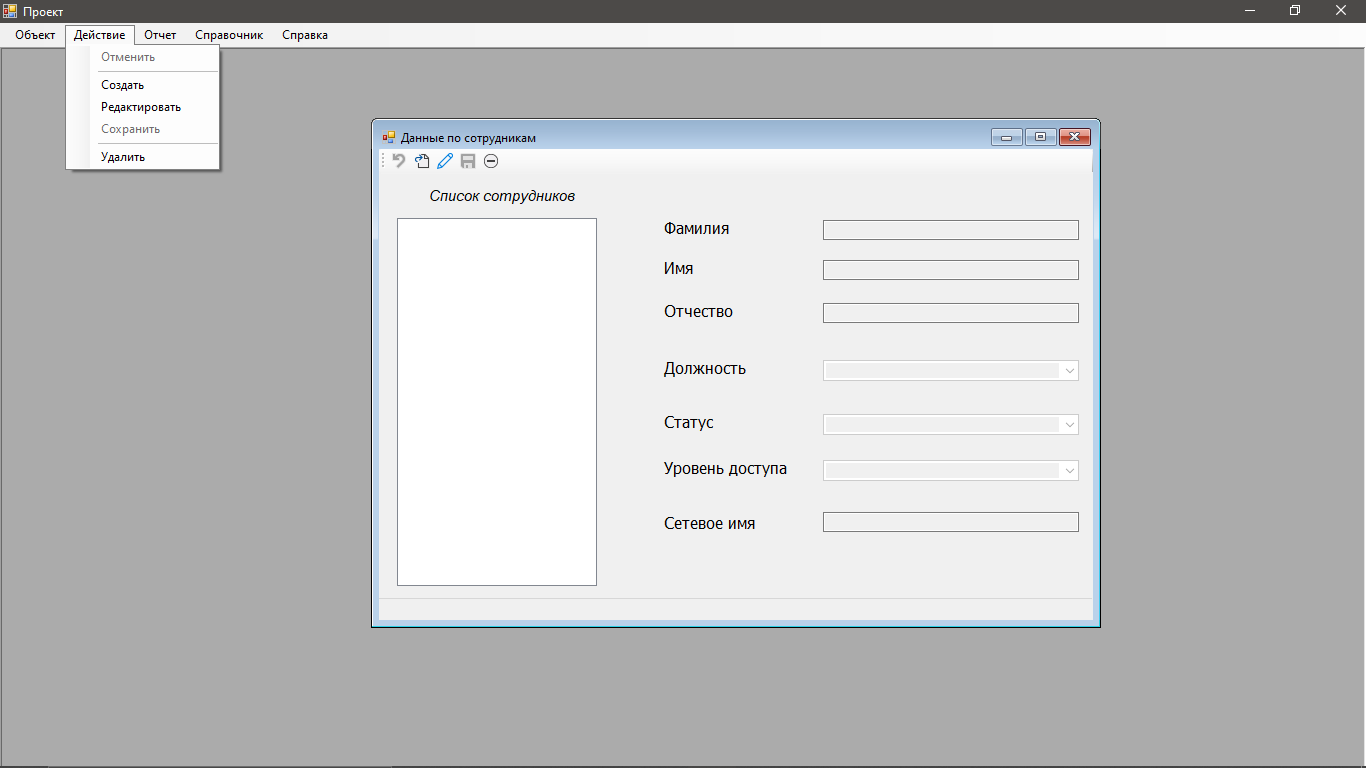 Проект
Объект Действие Отчет Справочник Справка
Отменить
Создать
Редактировать
Сохранить
Удалить
Данные по сотрудникам
Список сотрудников
Фамилия
Имя
Отчество
Должность
Статус
Уровень доступа
Сетевое имя